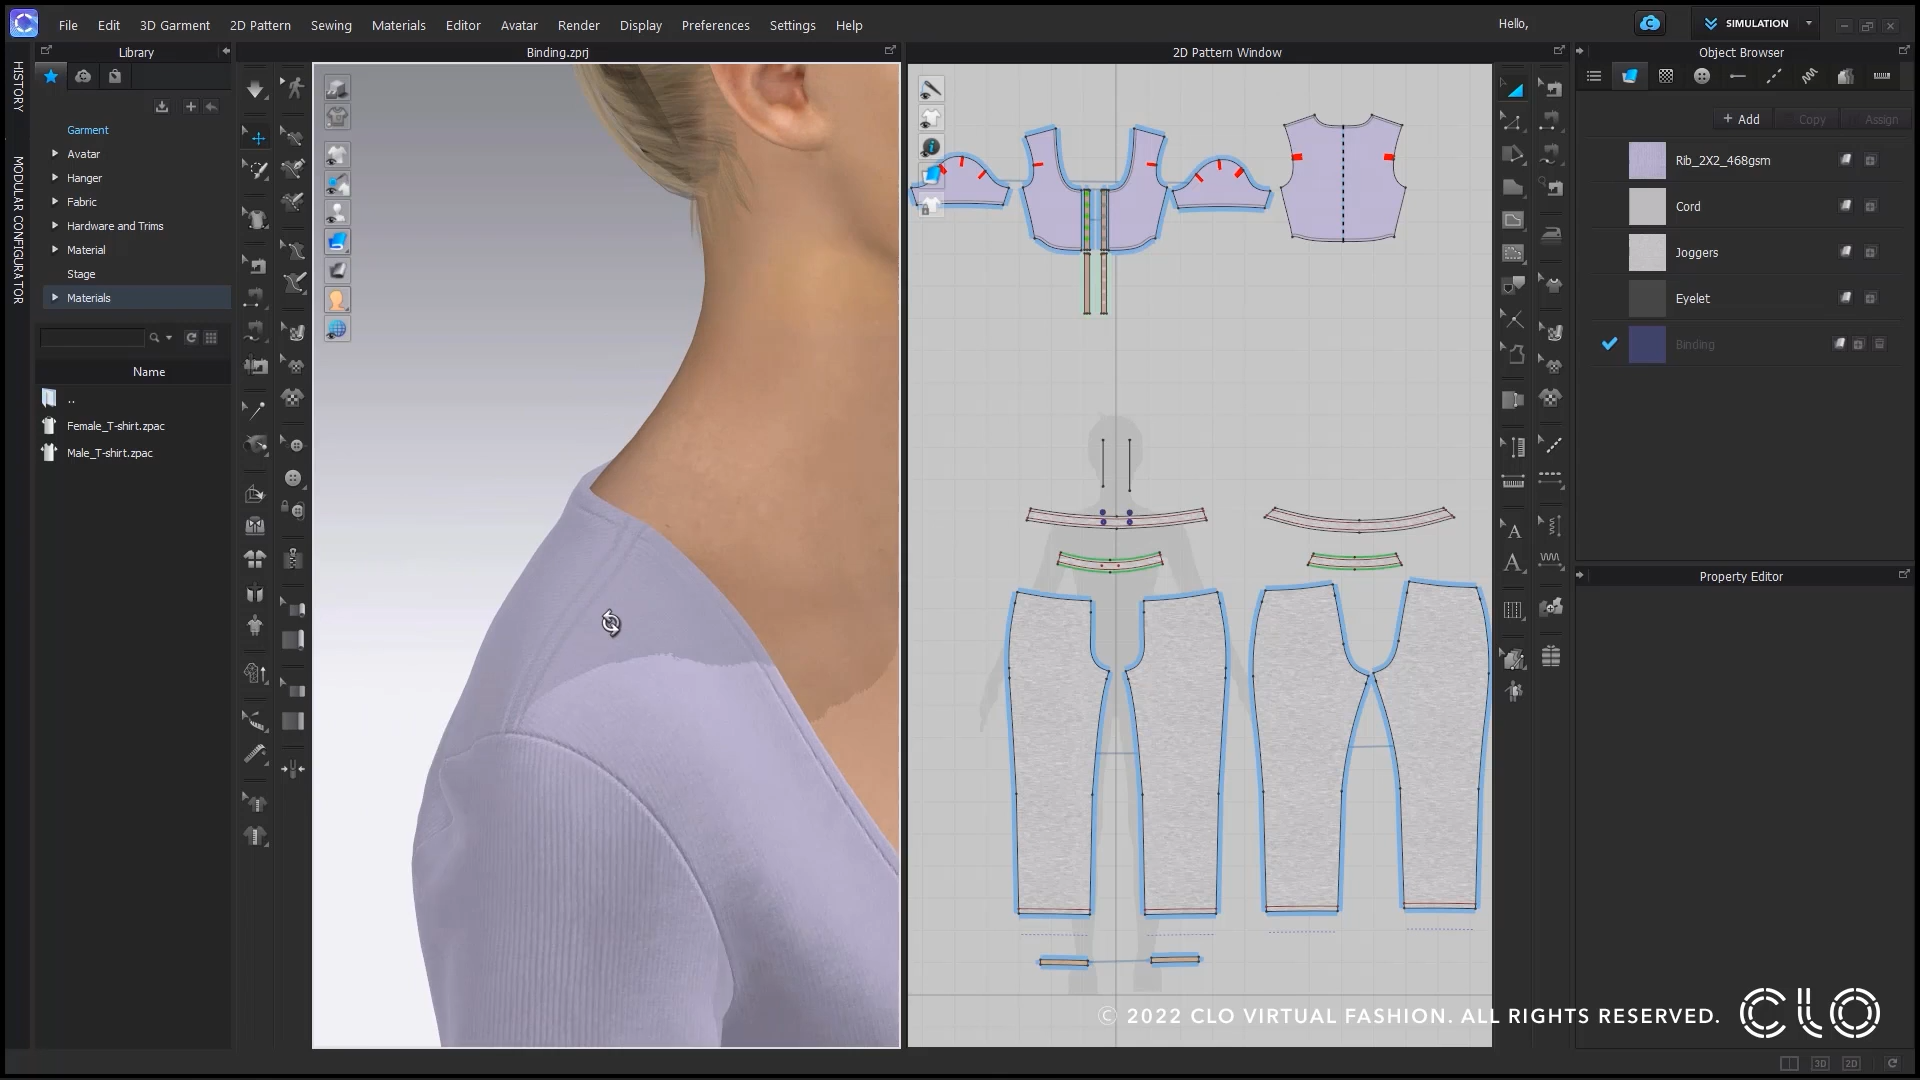 File Edit 3D Garment 2D Pattern Sewing Materials Editor Avatar Render Display Preferences Settings Help
Hello,
SIMULATION
Library
Binding.zprj
2D Pattern Window
Object Browser
HISTORY
MODULAR CONFIGURATOR
Garment
Avatar
Hanger
Fabric
Hardware and Trims
Material
Stage
Materials
Name
..
Female_T-shirt.zpac
Male_T-shirt.zpac
+ Add
Copy
Assign
Rib_2X2_468gsm
Cord
Joggers
Eyelet
Binding
Property Editor
© 2022 CLO VIRTUAL FASHION. ALL RIGHTS RESERVED.
CLO
3D
2D